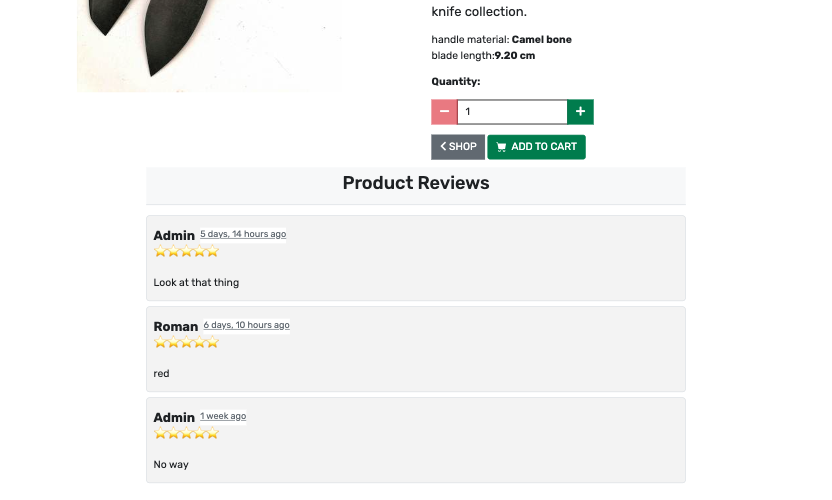 knife collection.
handle material: Camel bone
blade length:9.20 cm
Quantity:
1
SHOP
ADD TO CART
Product Reviews
Admin 5 days, 14 hours ago
Look at that thing
Roman 6 days, 10 hours ago
red
Admin 1 week ago
No way